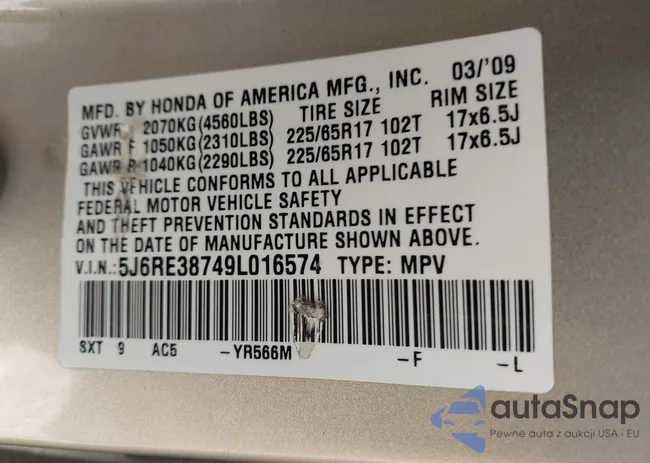 MFD. BY HONDA OF AMERICA MFG., INC. 03/'09
TIRE SIZE RIM SIZE
GVWR 2070KG(4560LBS)
GAWR F 1050KG(2310LBS) 225/65R17 102T 17x6.5J
GAWR R 1040KG(2290LBS) 225/65R17 102T 17x6.5J
THIS VEHICLE CONFORMS TO ALL APPLICABLE
FEDERAL MOTOR VEHICLE SAFETY
AND THEFT PREVENTION STANDARDS IN EFFECT
ON THE DATE OF MANUFACTURE SHOWN ABOVE.
V.I.N.: 5J6RE38749L016574 TYPE: MPV
SXT 9 AC5 -YR566M -F -L
autaSnap
Pewne auta z aukcji USA i EU